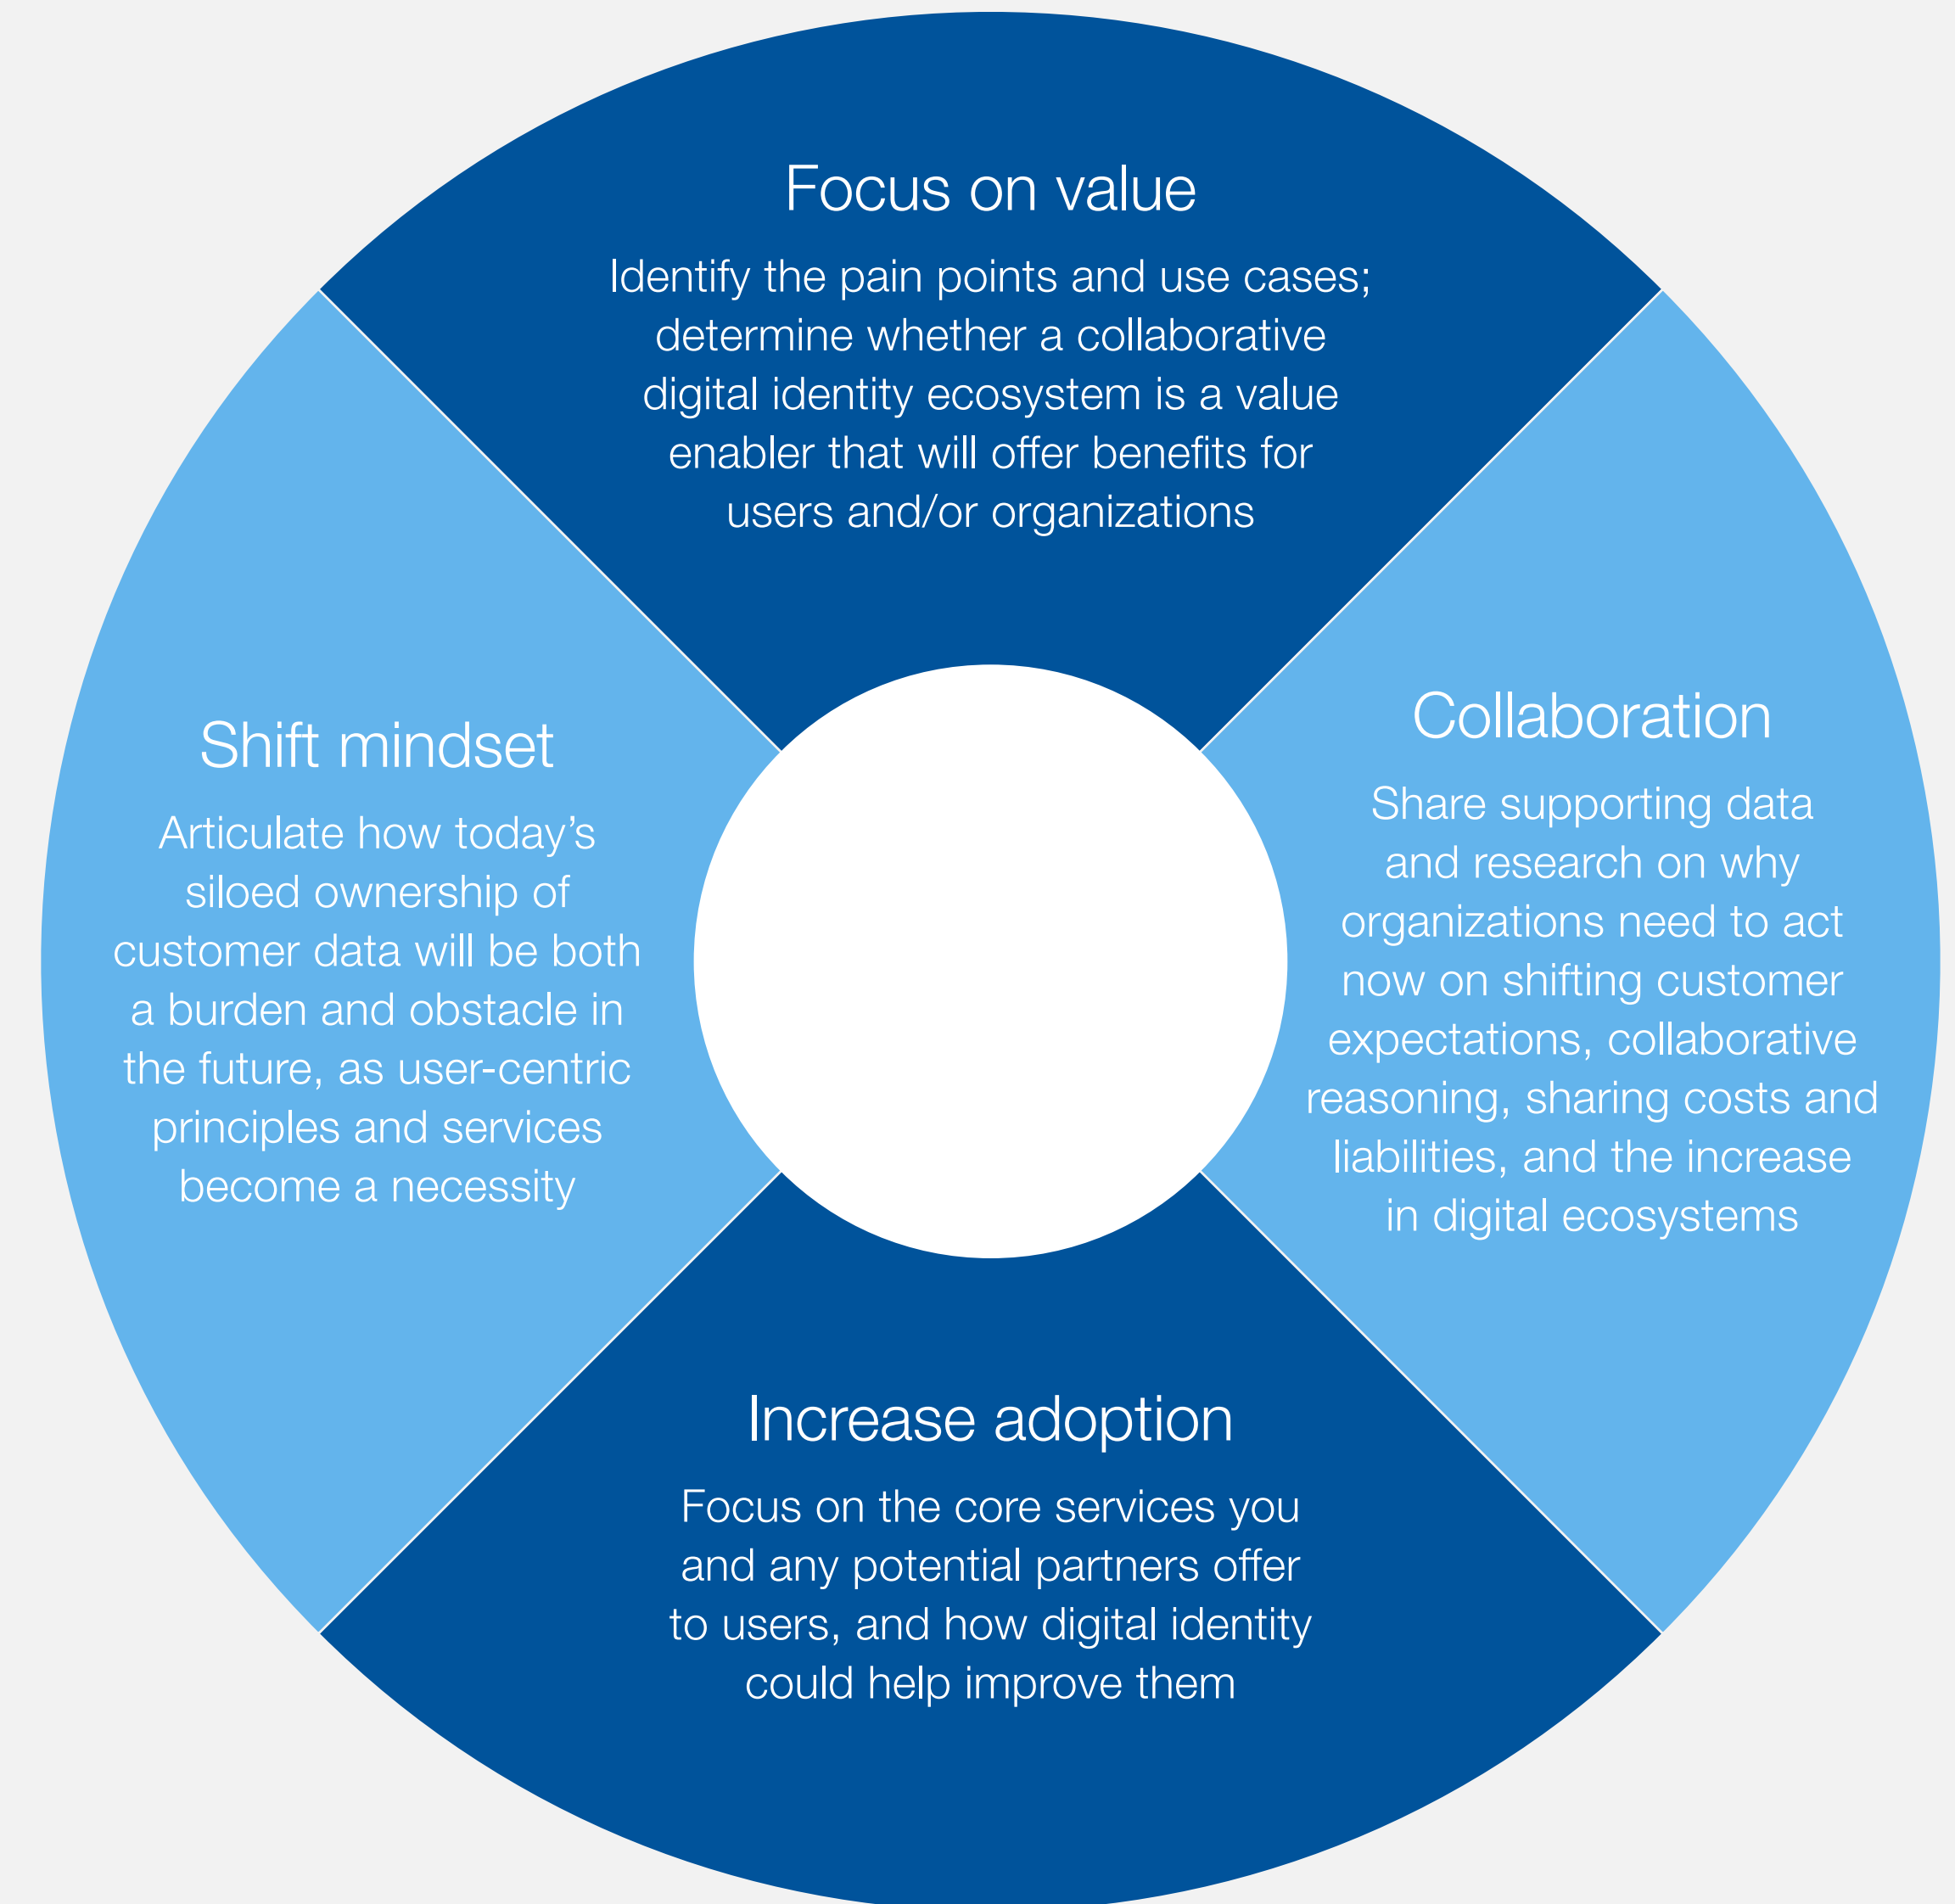 Focus on value
Identify the pain points and use cases;
determine whether a collaborative
digital identity ecosystem is a value
enabler that will offer benefits for
users and/or organizations
Shift mindset
Articulate how today’s
siloed ownership of
customer data will be both
a burden and obstacle in
the future, as user-centric
principles and services
become a necessity
Collaboration
Share supporting data
and research on why
organizations need to act
now on shifting customer
expectations, collaborative
reasoning, sharing costs and
liabilities, and the increase
in digital ecosystems
Increase adoption
Focus on the core services you
and any potential partners offer
to users, and how digital identity
could help improve them